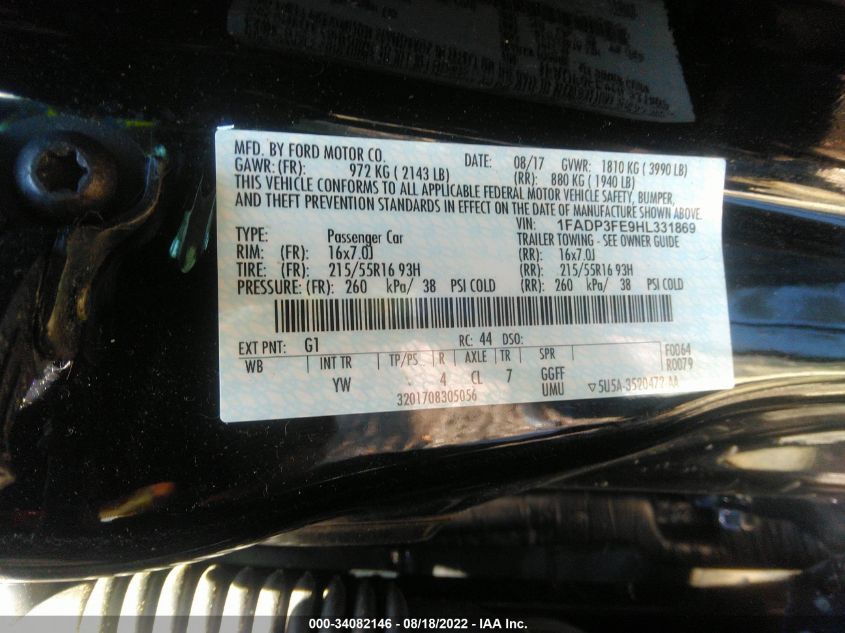 MFD. BY FORD MOTOR CO. DATE: 08/17 GVWR: 1810 KG ( 3990 LB)
GAWR: (FR): 972 KG ( 2143 LB) (RR): 880 KG ( 1940 LB)
THIS VEHICLE CONFORMS TO ALL APPLICABLE FEDERAL MOTOR VEHICLE SAFETY, BUMPER,
AND THEFT PREVENTION STANDARDS IN EFFECT ON THE DATE OF MANUFACTURE SHOWN ABOVE.
VIN: 1FADP3FE9HL331869
TYPE: Passenger Car TRAILER TOWING - SEE OWNER GUIDE
RIM: (FR): 16x7.0J (RR): 16x7.0J
TIRE: (FR): 215/55R16 93H (RR): 215/55R16 93H
PRESSURE: (FR): 260 kPa/ 38 PSI COLD (RR): 260 kPa/ 38 PSI COLD
EXT PNT: G1 RC: 44 DSO: F0064
WB INT TR TP/PS R AXLE TR SPR R0079
YW - 4 CL 7 GGFF
UMU ▽5U5A-3520472-AA
3201708305056
000-34082146 - 08/18/2022 - IAA Inc.